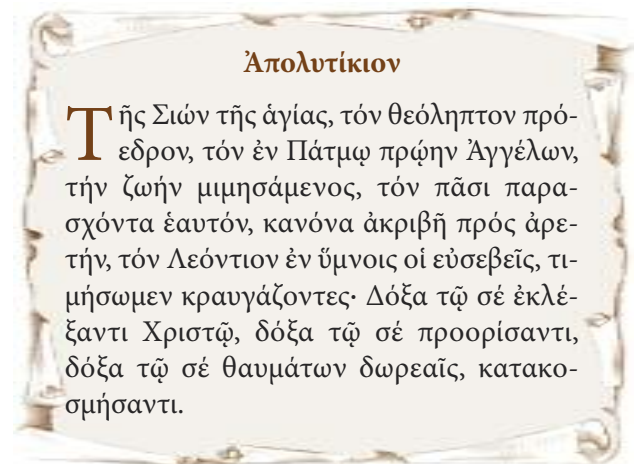 Ἀπολυτίκιον
Τῆς Σιών τῆς ἁγίας, τόν θεόληπτον πρό-
εδρον, τόν ἐν Πάτμῳ πρῴην Ἀγγέλων,
τήν ζωήν μιμησάμενος, τόν πᾶσι παρα-
σχόντα ἑαυτόν, κανόνα ἀκριβῆ πρός ἀρε-
τήν, τόν Λεόντιον ἐν ὕμνοις οἱ εὐσεβεῖς, τι-
μήσωμεν κραυγάζοντες· Δόξα τῷ σέ ἐκλέ-
ξαντι Χριστῷ, δόξα τῷ σέ προορίσαντι,
δόξα τῷ σέ θαυμάτων δωρεαῖς, κατακο-
σμήσαντι.